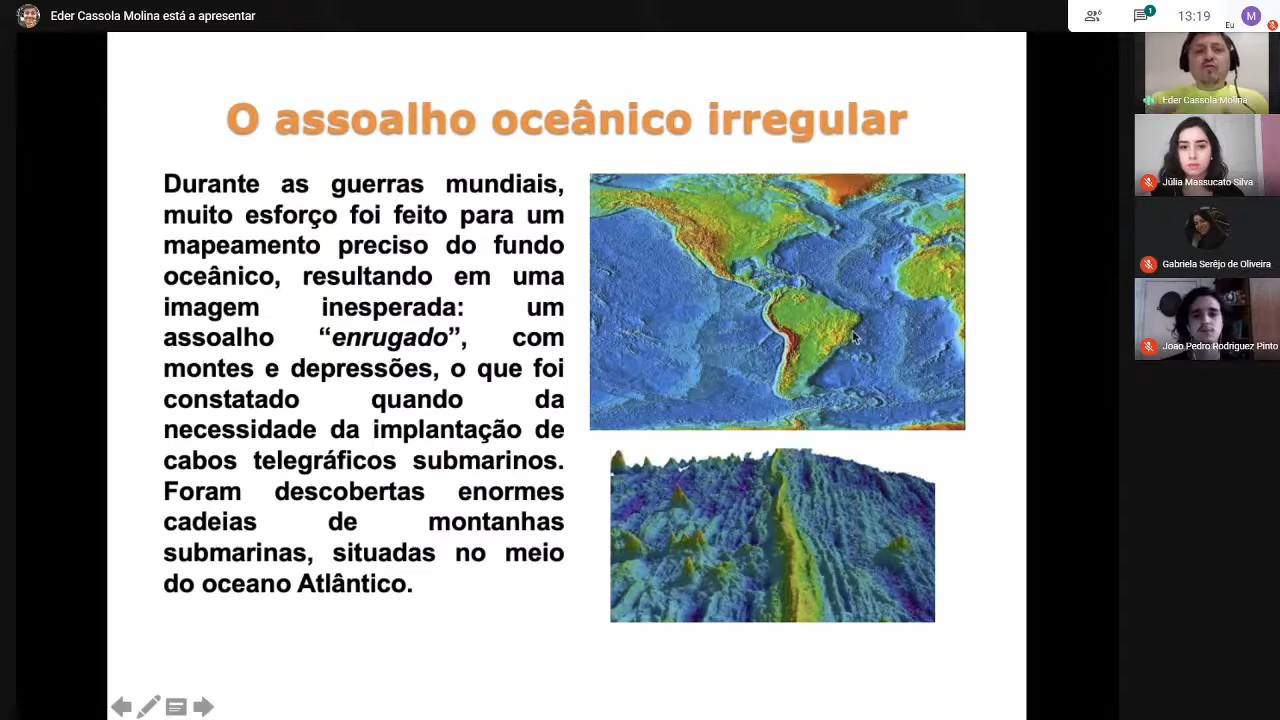 Eder Cassola Molina está a apresentar
6
1
13:19
Eu
M
O assoalho oceânico irregular
Durante as guerras mundiais,
muito esforço foi feito para um
mapeamento preciso do fundo
oceânico, resultando em uma
imagem inesperada: um
assoalho “enrugado”, com
montes e depressões, o que foi
constatado quando da
necessidade da implantação de
cabos telegráficos submarinos.
Foram descobertas enormes
cadeias de montanhas
submarinas, situadas no meio
do oceano Atlântico.
Eder Cassola Molina
Júlia Massucato Silva
Gabriela Serêjo de Oliveira
Joao Pedro Rodriguez Pinto